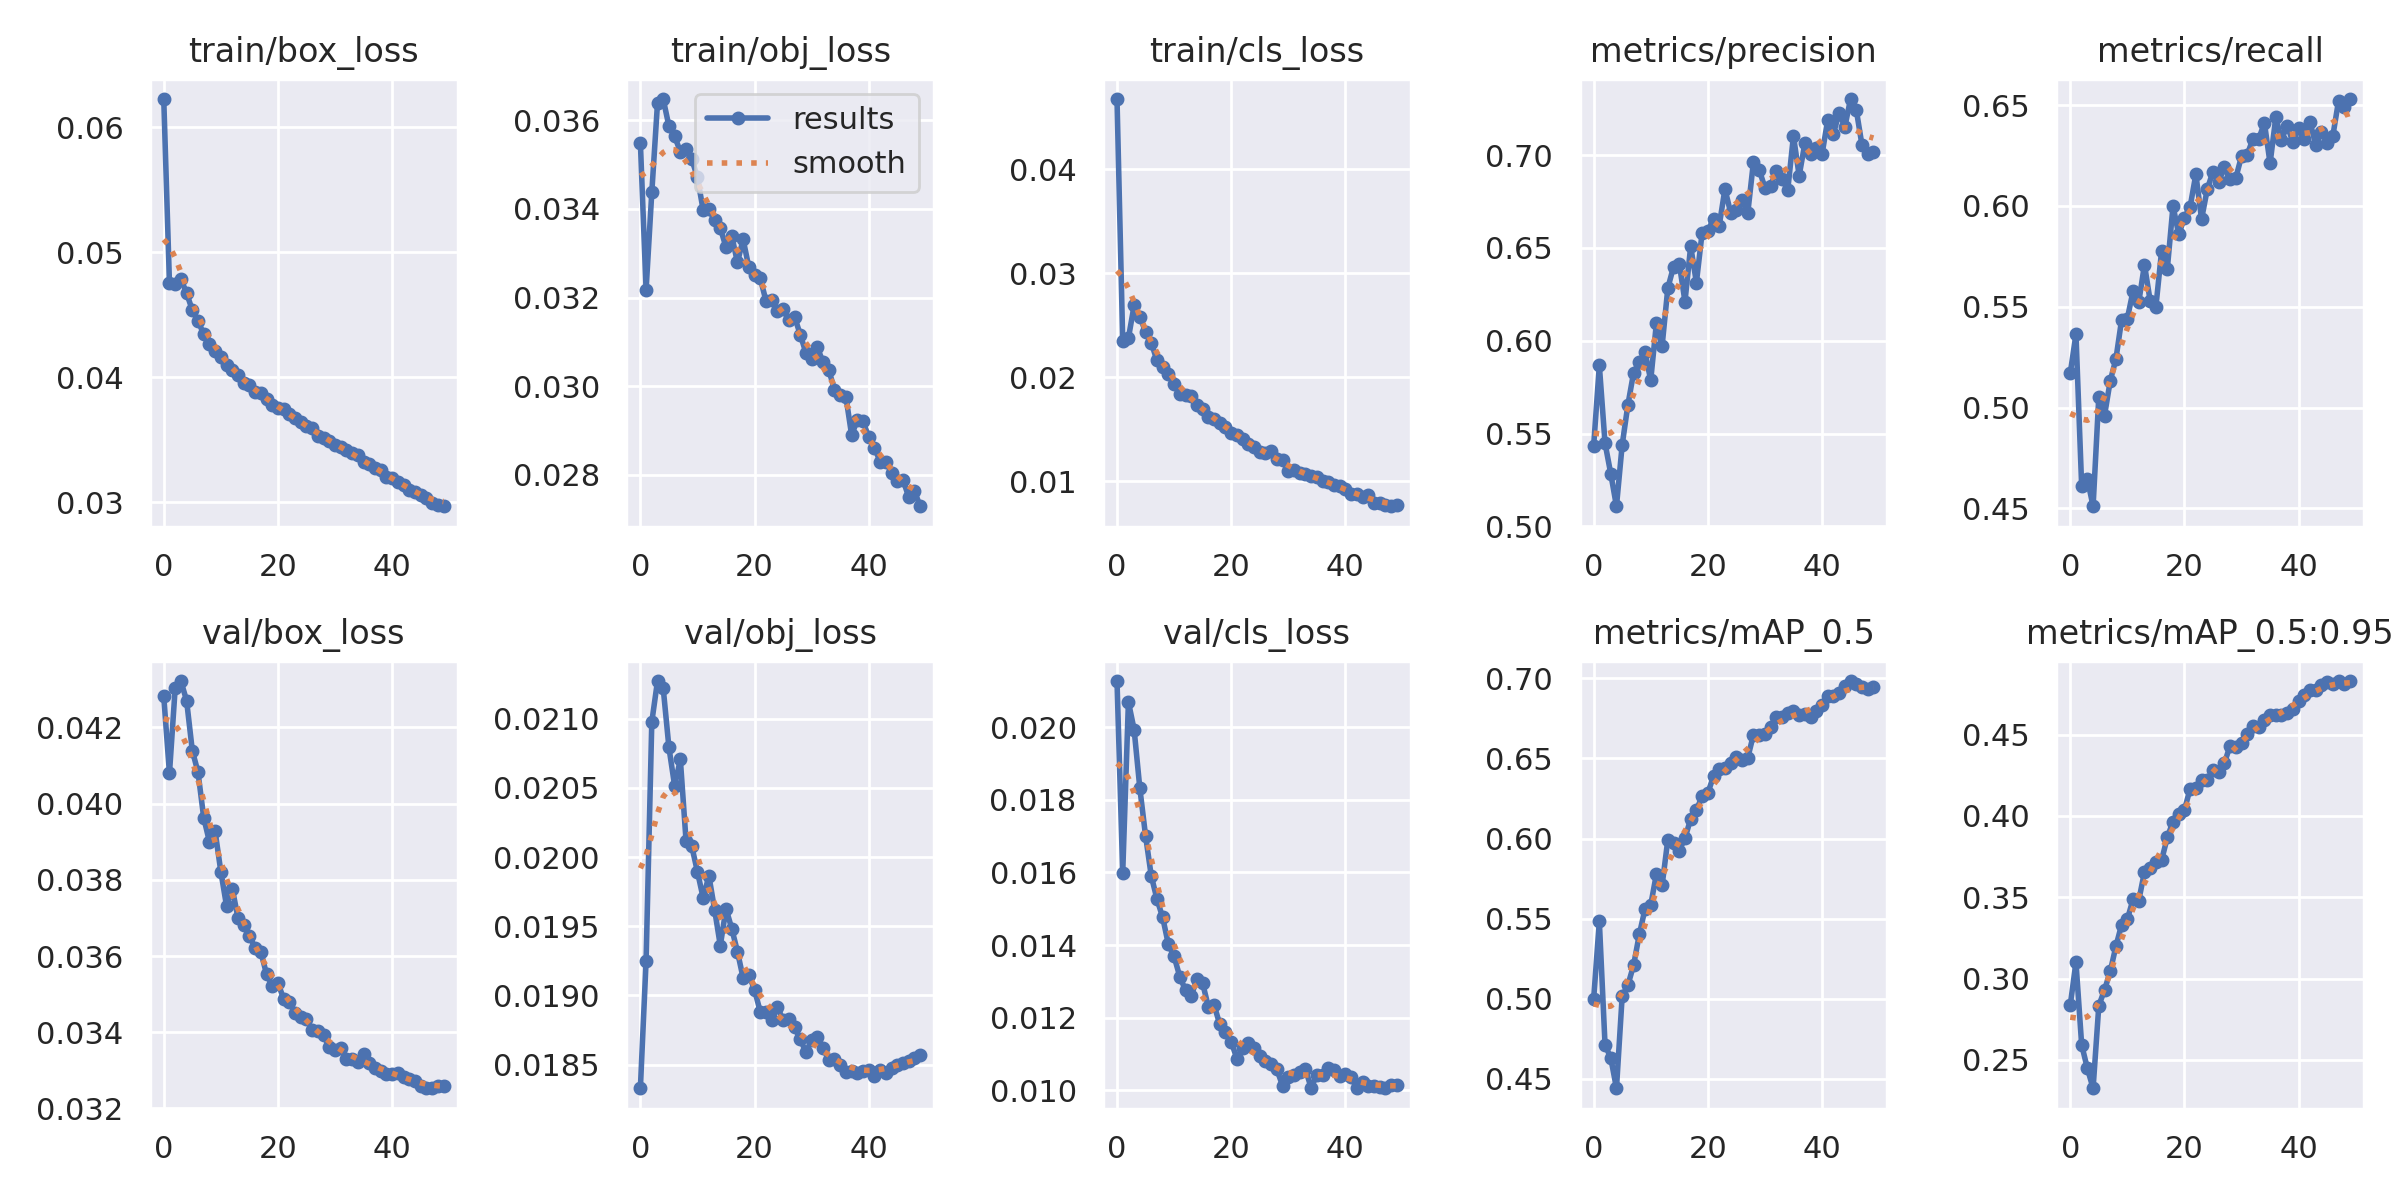 train/box_loss
0.06
0.05
0.04
0.03
0 20 40
train/obj_loss
results
smooth
0.036
0.034
0.032
0.030
0.028
0 20 40
train/cls_loss
0.04
0.03
0.02
0.01
0 20 40
metrics/precision
0.70
0.65
0.60
0.55
0.50
0 20 40
metrics/recall
0.65
0.60
0.55
0.50
0.45
0 20 40
val/box_loss
0.042
0.040
0.038
0.036
0.034
0.032
0 20 40
val/obj_loss
0.0210
0.0205
0.0200
0.0195
0.0190
0.0185
0 20 40
val/cls_loss
0.020
0.018
0.016
0.014
0.012
0.010
0 20 40
metrics/mAP_0.5
0.70
0.65
0.60
0.55
0.50
0.45
0 20 40
metrics/mAP_0.5:0.95
0.45
0.40
0.35
0.30
0.25
0 20 40